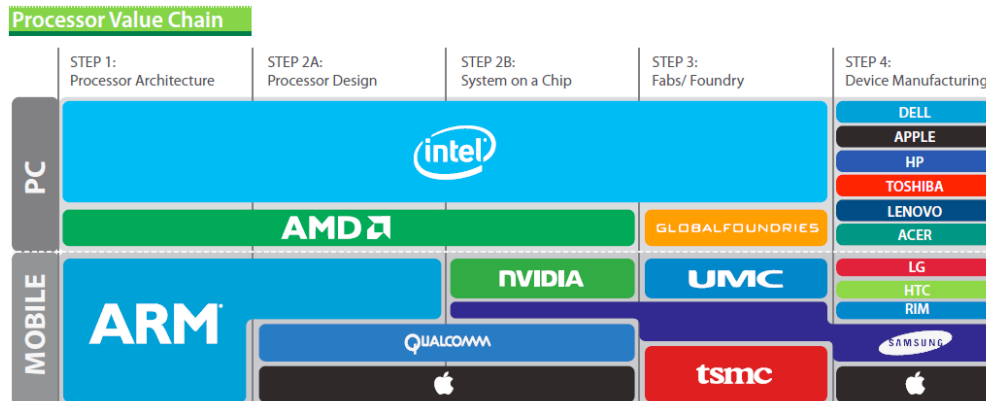 Processor Value Chain
STEP 1:
Processor Architecture
STEP 2A:
Processor Design
STEP 2B:
System on a Chip
STEP 3:
Fabs/ Foundry
STEP 4:
Device Manufacturing
PC
intel
AMD
GLOBALFOUNDRIES
DELL
APPLE
HP
TOSHIBA
LENOVO
ACER
MOBILE
ARM
NVIDIA
QUALCOMM
UMC
tsmc
LG
HTC
RIM
SAMSUNG